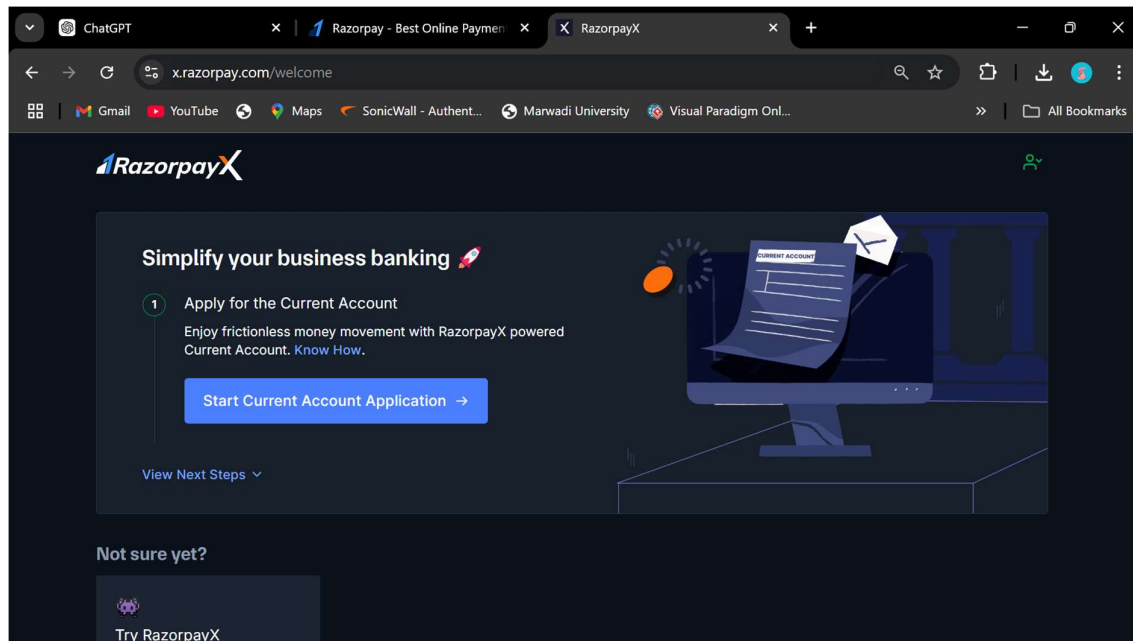 ChatGPT
Razorpay - Best Online Paymen
RazorpayX
x.razorpay.com/welcome
Gmail
YouTube
Maps
SonicWall - Authent...
Marwadi University
Visual Paradigm Onl...
»
All Bookmarks
RazorpayX
Simplify your business banking 🚀
1
Apply for the Current Account
Enjoy frictionless money movement with RazorpayX powered
Current Account. Know How.
Start Current Account Application →
View Next Steps
CURRENT ACCOUNT
Not sure yet?
Try RazorpayX